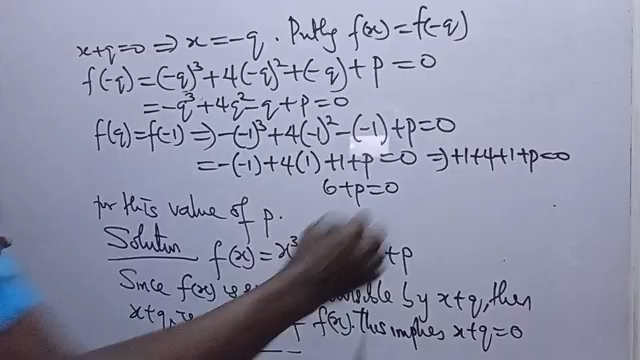 x+q=0 ⇒ x=-q. Putting f(x)=f(-q)
f(-q)=(-q)³+4(-q)²+(-q)+p=0
=-q³+4q²-q+p=0
f(q)=f(-1) ⇒ -(-1)³+4(-1)²-(-1)+p=0
=-(-1)+4(1)+1+p=0 ⇒ +1+4+1+p=0
6+p=0
for this value of p.
Solution f(x)=x³ +p
Since f(x) is by x+q, then
x+q f(x). This implies x+q=0